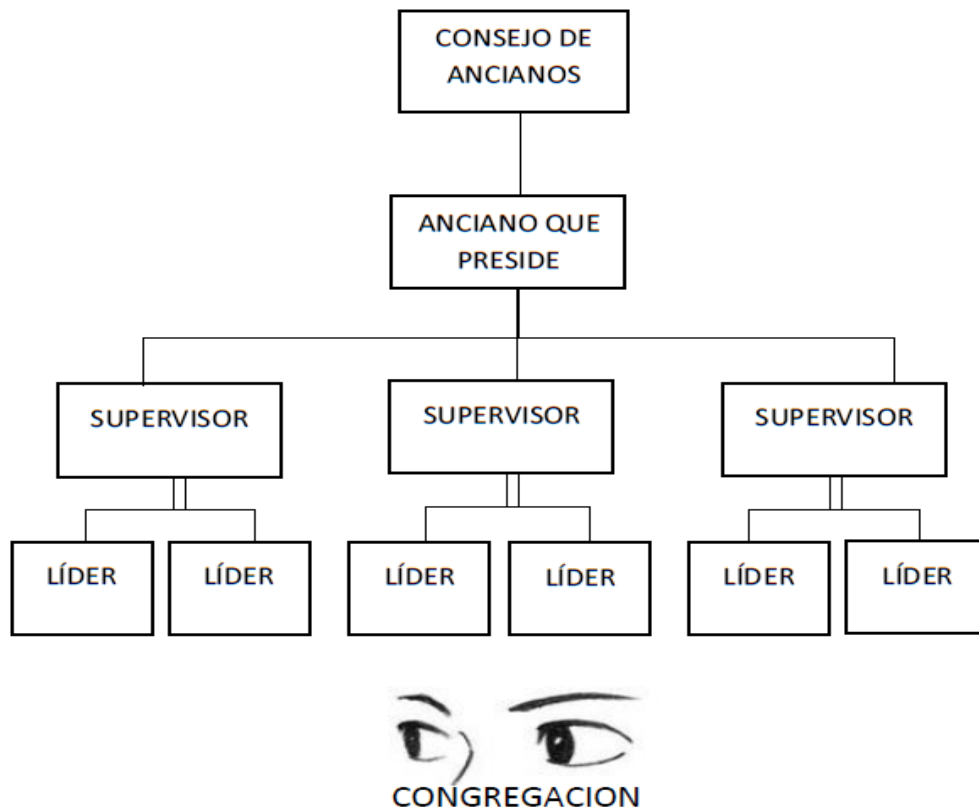 CONSEJO DE
ANCIANOS
ANCIANO QUE
PRESIDE
SUPERVISOR
SUPERVISOR
SUPERVISOR
LÍDER
LÍDER
LÍDER
LÍDER
LÍDER
LÍDER
CONGREGACION